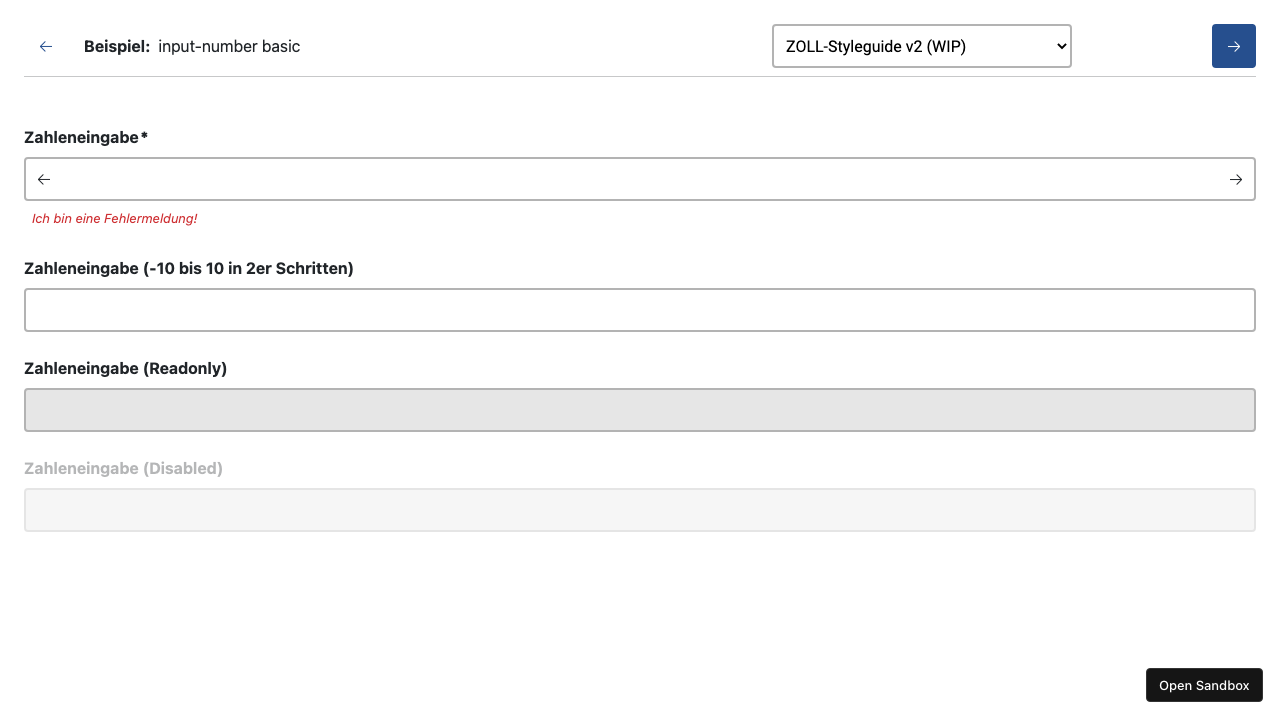 Beispiel: input-number basic
ZOLL-Styleguide v2 (WIP)
Zahleneingabe*
Ich bin eine Fehlermeldung!
Zahleneingabe (-10 bis 10 in 2er Schritten)
Zahleneingabe (Readonly)
Zahleneingabe (Disabled)
Open Sandbox